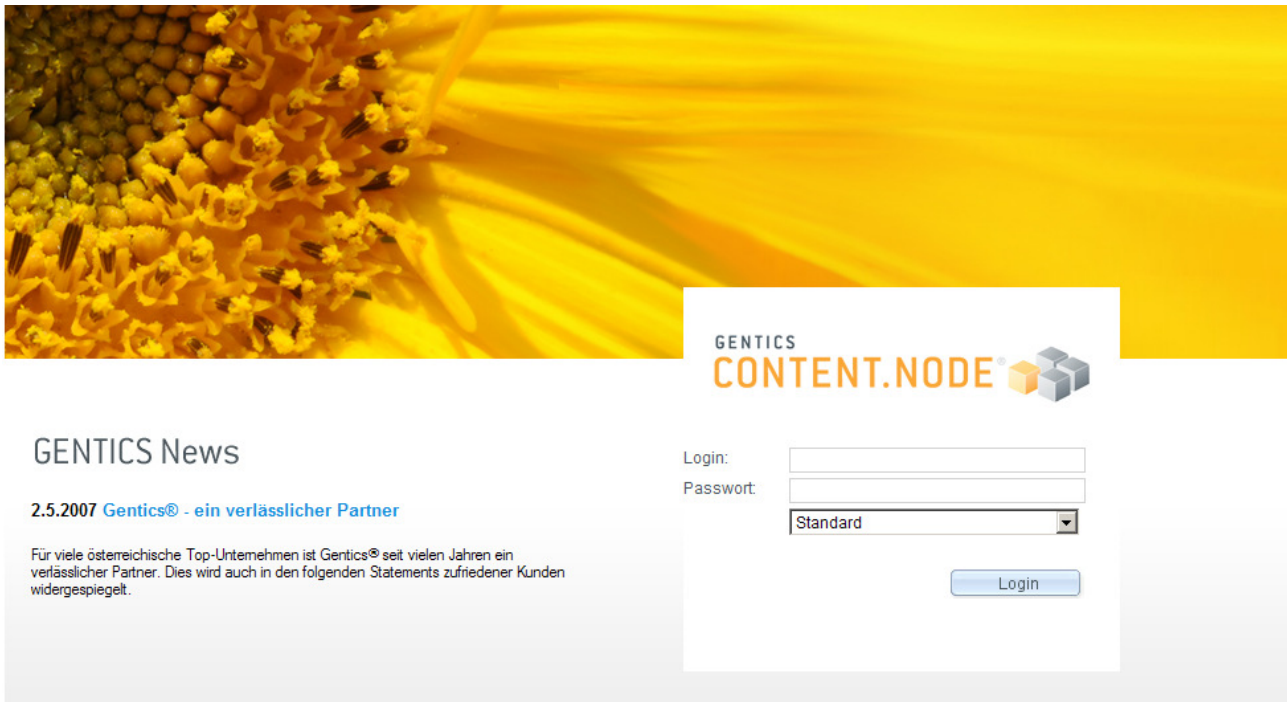 GENTICS
CONTENT.NODE®
GENTICS News
2.5.2007 Gentics® - ein verlässlicher Partner
Für viele österreichische Top-Unternehmen ist Gentics® seit vielen Jahren ein
verlässlicher Partner. Dies wird auch in den folgenden Statements zufriedener Kunden
widergespiegelt.
Login:
Passwort:
Standard
Login